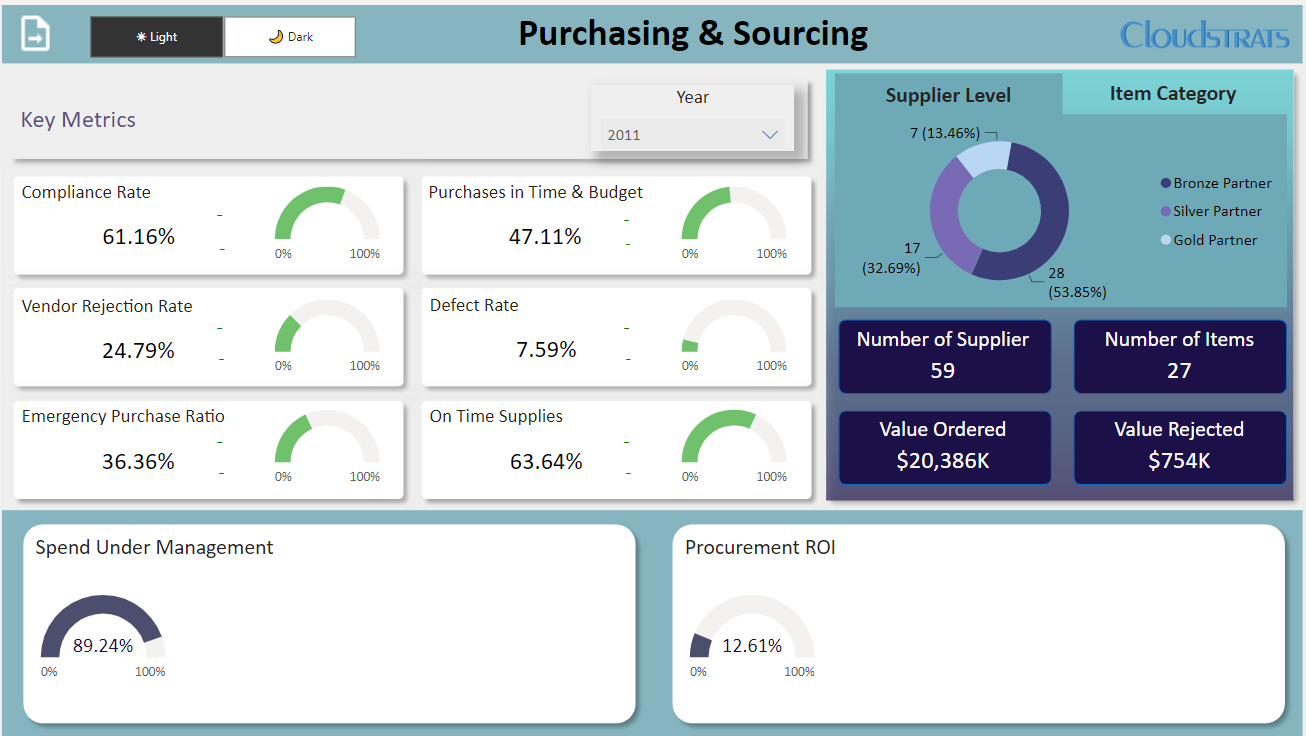 Light
Dark
Purchasing & Sourcing
CLOUDSTRATS
Key Metrics
Year
2011
Compliance Rate
61.16%
-
-
0%
100%
Purchases in Time & Budget
47.11%
-
-
0%
100%
Vendor Rejection Rate
24.79%
-
-
0%
100%
Defect Rate
7.59%
-
-
0%
100%
Emergency Purchase Ratio
36.36%
-
-
0%
100%
On Time Supplies
63.64%
-
-
0%
100%
Supplier Level
Item Category
7 (13.46%)
17
(32.69%)
28
(53.85%)
Bronze Partner
Silver Partner
Gold Partner
Number of Supplier
59
Number of Items
27
Value Ordered
$20,386K
Value Rejected
$754K
Spend Under Management
89.24%
0%
100%
Procurement ROI
12.61%
0%
100%